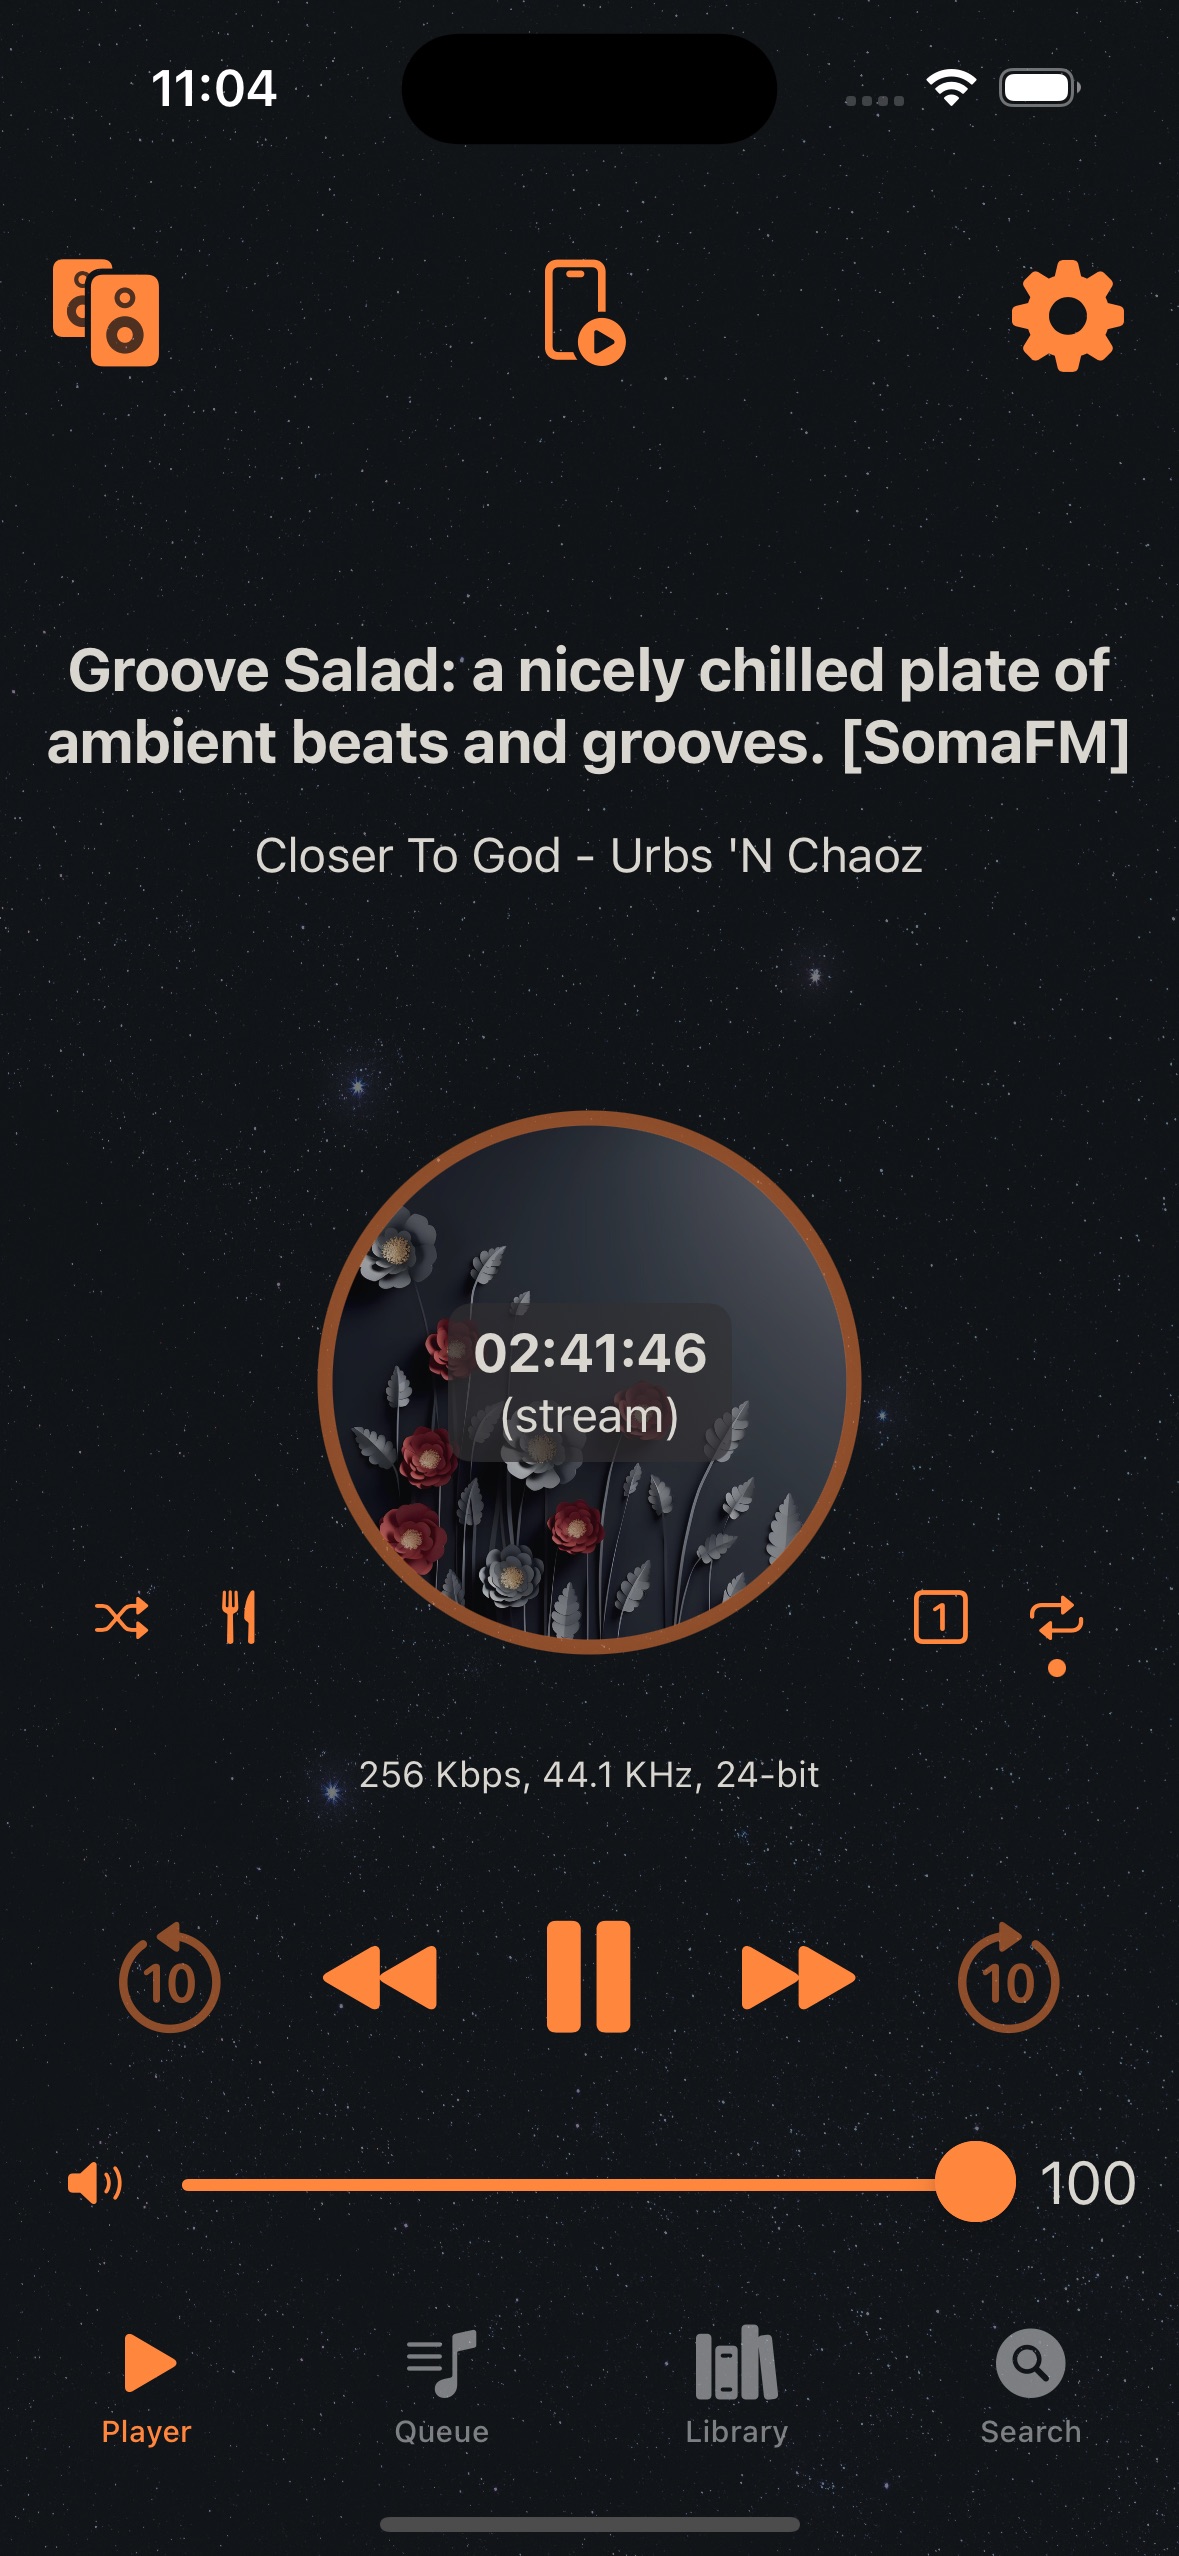 11:04
Groove Salad: a nicely chilled plate of
ambient beats and grooves. [SomaFM]
Closer To God - Urbs 'N Chaoz
02:41:46
(stream)
1
256 Kbps, 44.1 KHz, 24-bit
10
10
100
Player
Queue
Library
Search